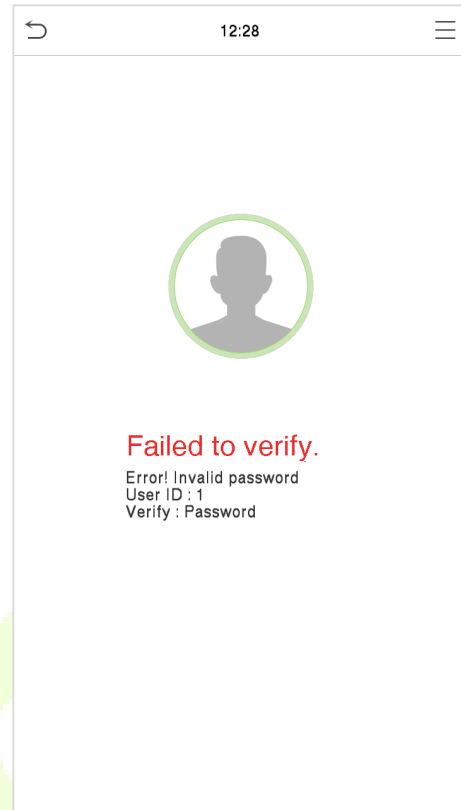 12:28
Failed to verify.
Error! Invalid password
User ID : 1
Verify : Password